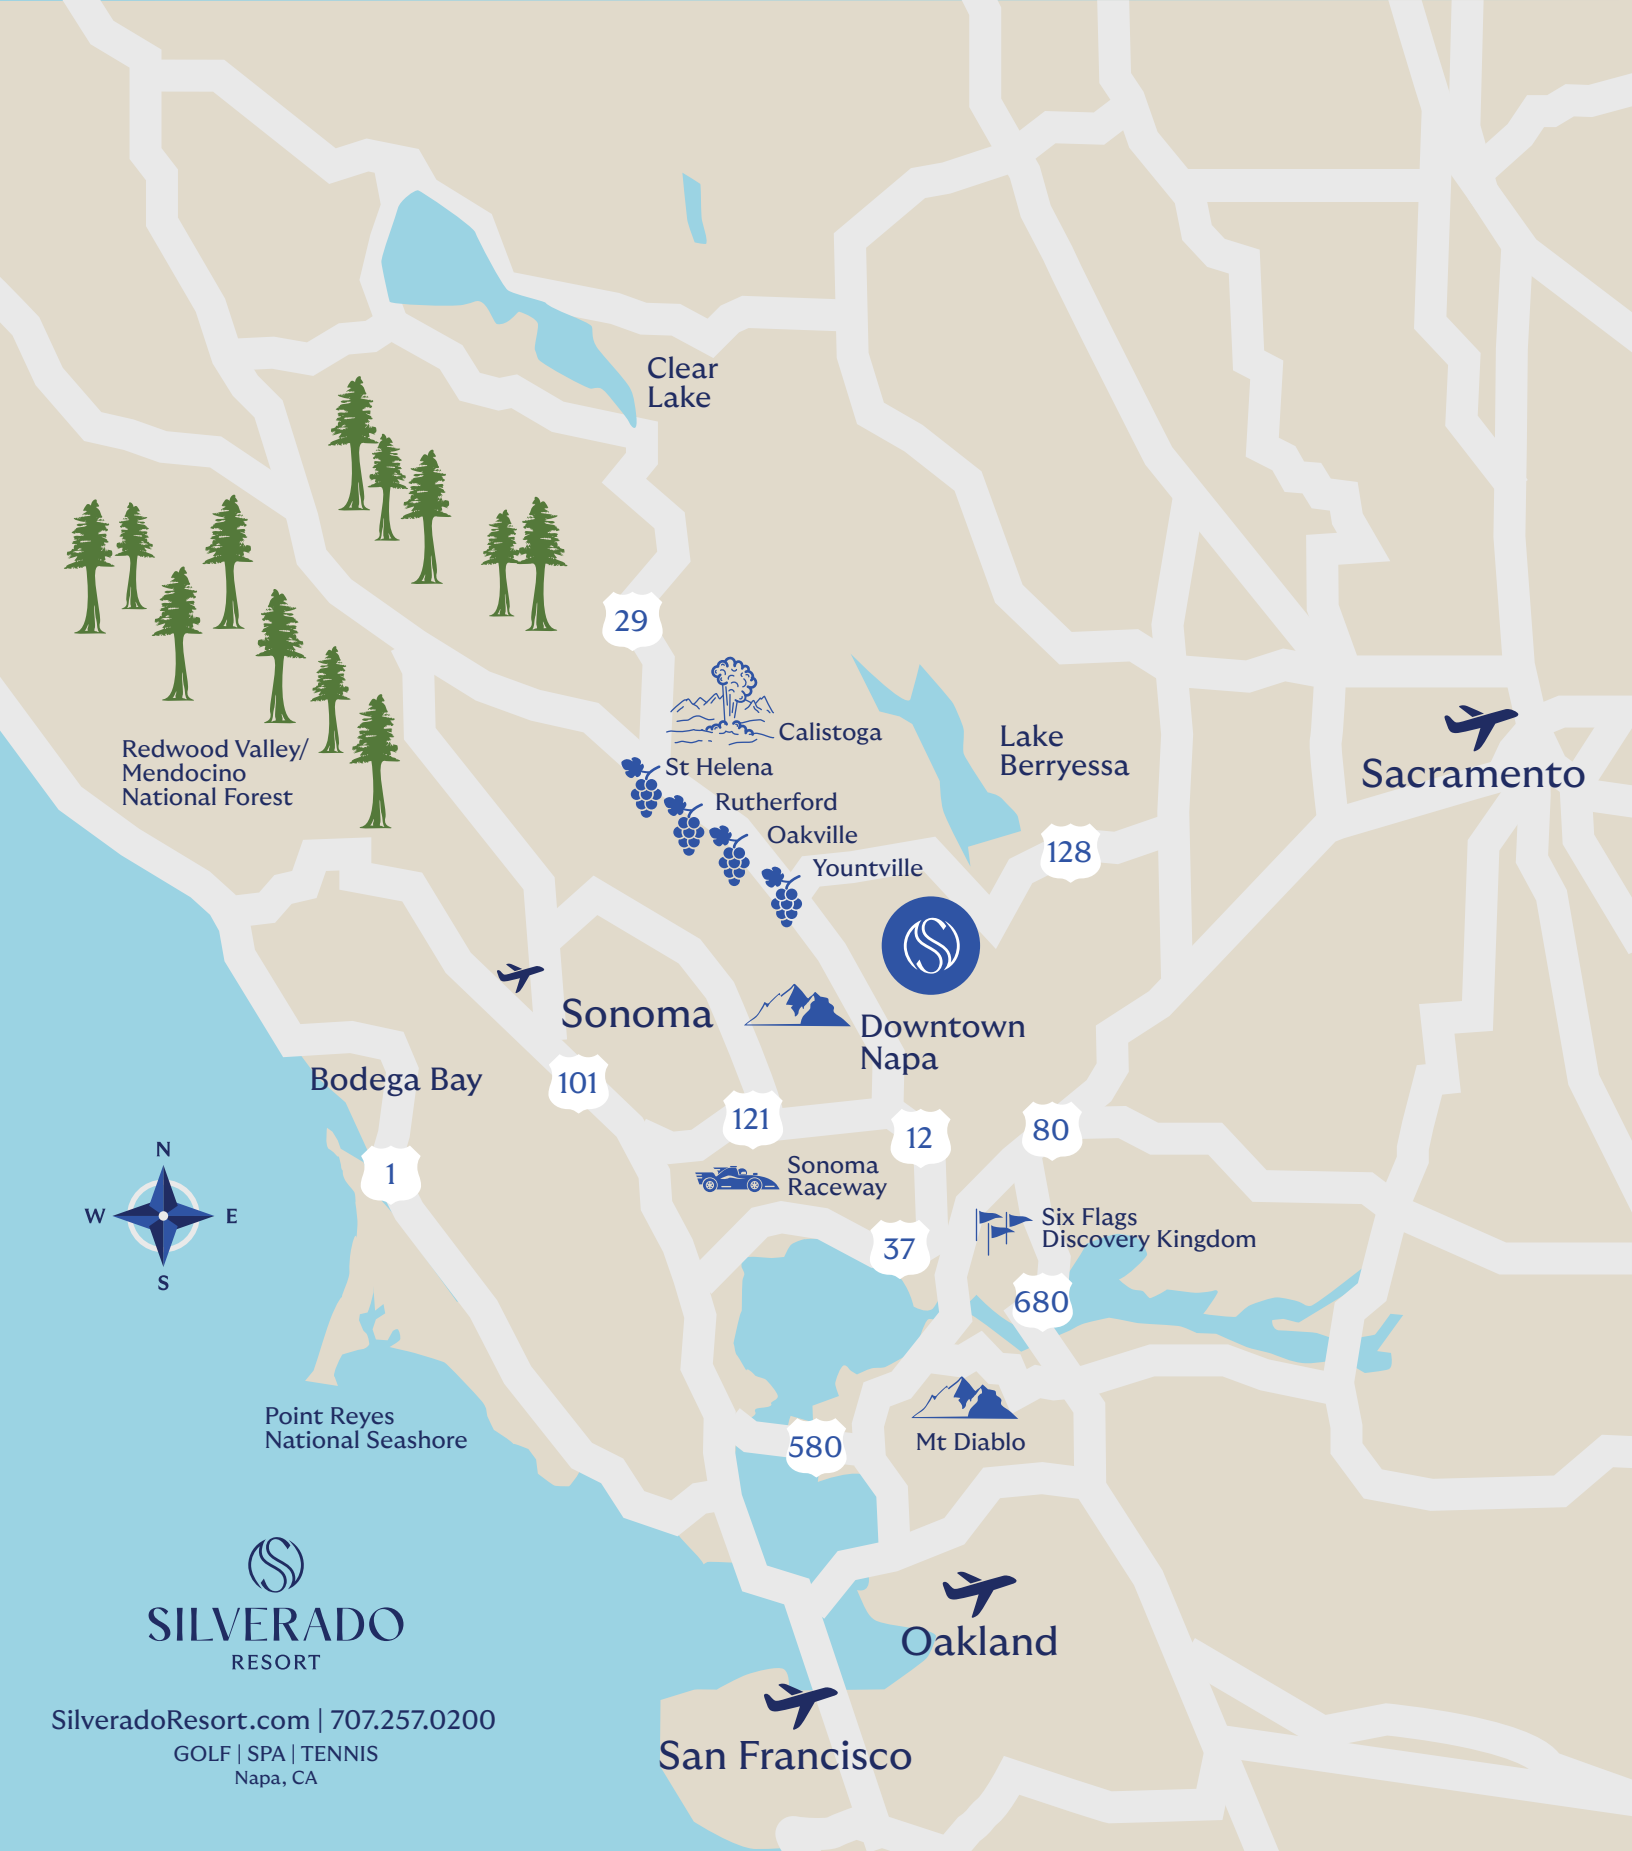 Clear
Lake
29
Calistoga
St Helena
Rutherford
Oakville
Yountville
Lake
Berryessa
Sacramento
Redwood Valley/
Mendocino
National Forest
128
Sonoma
Downtown
Napa
Bodega Bay
101
121
12
80
1
Sonoma
Raceway
Six Flags
Discovery Kingdom
N
W
E
S
37
680
Point Reyes
National Seashore
580
Mt Diablo
Oakland
San Francisco
SILVERADO
RESORT
SilveradoResort.com | 707.257.0200
GOLF | SPA | TENNIS
Napa, CA